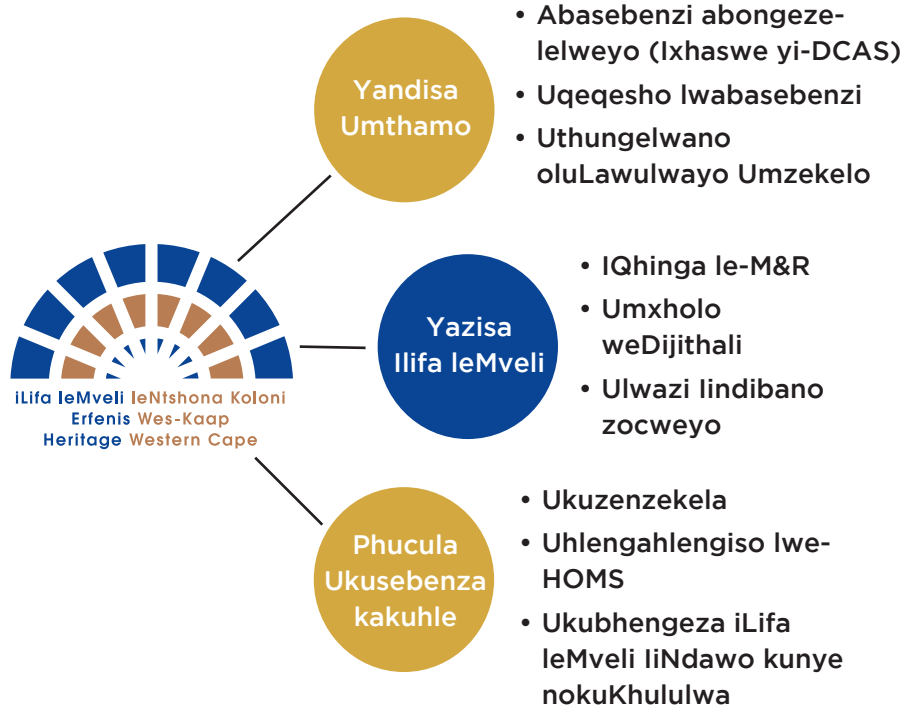 Yandisa
Umthamo
• Abasebenzi abongeze-
lelweyo (Ixhaswe yi-DCAS)
• Uqeqesho lwabasebenzi
• Uthungelwano
oluLawulwayo Umzekelo
iLifa leMveli leNtshona Koloni
Erfenis Wes-Kaap
Heritage Western Cape
Yazisa
Ilifa leMveli
• IQhinga le-M&R
• Umxholo
weDijithali
• Ulwazi Iindibano
zocweyo
Phucula
Ukusebenza
kakuhle
• Ukuzenzekela
• Uhlengahlengiso lwe-
HOMS
• Ukubhengeza iLifa
leMveli liNdawo kunye
nokuKhululwa